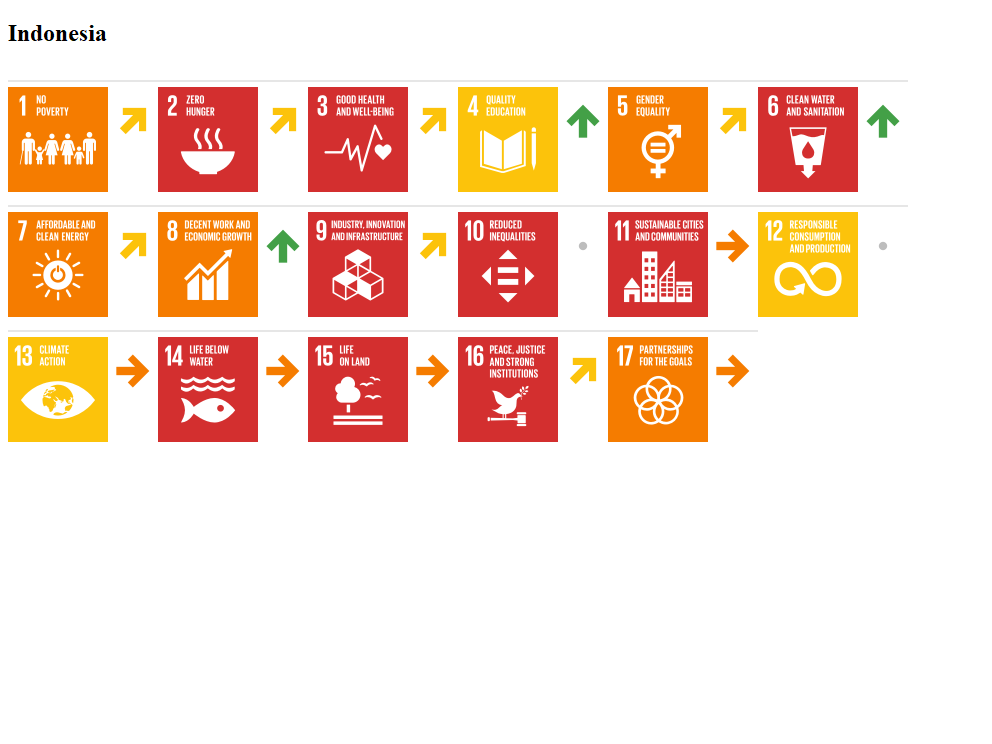 Indonesia
1 NO
POVERTY
2 ZERO
HUNGER
3 GOOD HEALTH
AND WELL-BEING
4 QUALITY
EDUCATION
5 GENDER
EQUALITY
6 CLEAN WATER
AND SANITATION
7 AFFORDABLE AND
CLEAN ENERGY
8 DECENT WORK AND
ECONOMIC GROWTH
9 INDUSTRY, INNOVATION
AND INFRASTRUCTURE
10 REDUCED
INEQUALITIES
11 SUSTAINABLE CITIES
AND COMMUNITIES
12 RESPONSIBLE
CONSUMPTION
AND PRODUCTION
13 CLIMATE
ACTION
14 LIFE BELOW
WATER
15 LIFE
ON LAND
16 PEACE, JUSTICE
AND STRONG
INSTITUTIONS
17 PARTNERSHIPS
FOR THE GOALS